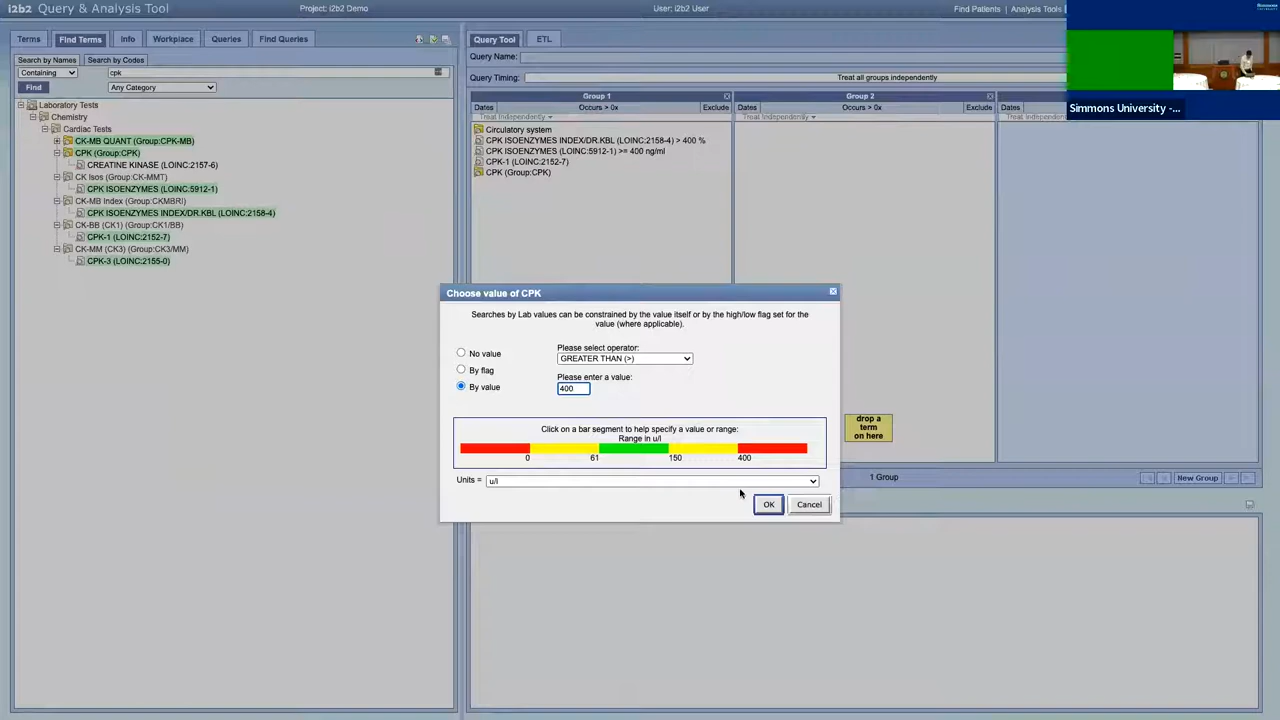 i2b2 Query & Analysis Tool
Project: i2b2 Demo
User: i2b2 User
Find Patients | Analysis Tools |
Simmons University -...
Terms
Find Terms
Info
Workplace
Queries
Find Queries
Search by Names
Search by Codes
Containing
cpk
Find
Any Category
Laboratory Tests
Chemistry
Cardiac Tests
CK-MB QUANT (Group:CPK-MB)
CPK (Group:CPK)
CREATINE KINASE (LOINC:2157-6)
CK Isos (Group:CK-MMT)
CPK ISOENZYMES (LOINC:5912-1)
CK-MB Index (Group:CKMBRI)
CPK ISOENZYMES INDEX/DR.KBL (LOINC:2158-4)
CK-BB (CK1) (Group:CK1/BB)
CPK-1 (LOINC:2152-7)
CK-MM (CK3) (Group:CK3/MM)
CPK-3 (LOINC:2155-0)
Query Tool
ETL
Query Name:
Query Timing:
Treat all groups independently
Group 1
Group 2
Dates
Occurs > 0x
Exclude
Dates
Occurs > 0x
Exclude
Dates
Treat Independently
Treat Independently
Treat Indepen
Circulatory system
CPK ISOENZYMES INDEX/DR.KBL (LOINC:2158-4) > 400 %
CPK ISOENZYMES (LOINC:5912-1) >= 400 ng/ml
CPK-1 (LOINC:2152-7)
CPK (Group:CPK)
drop a
term
on here
1 Group
New Group
Choose value of CPK
Searches by Lab values can be constrained by the value itself or by the high/low flag set for the
value (where applicable).
No value
By flag
By value
Please select operator:
GREATER THAN (>)
Please enter a value:
400
Click on a bar segment to help specify a value or range:
Range in u/l
0
61
150
400
Units =
u/l
OK
Cancel